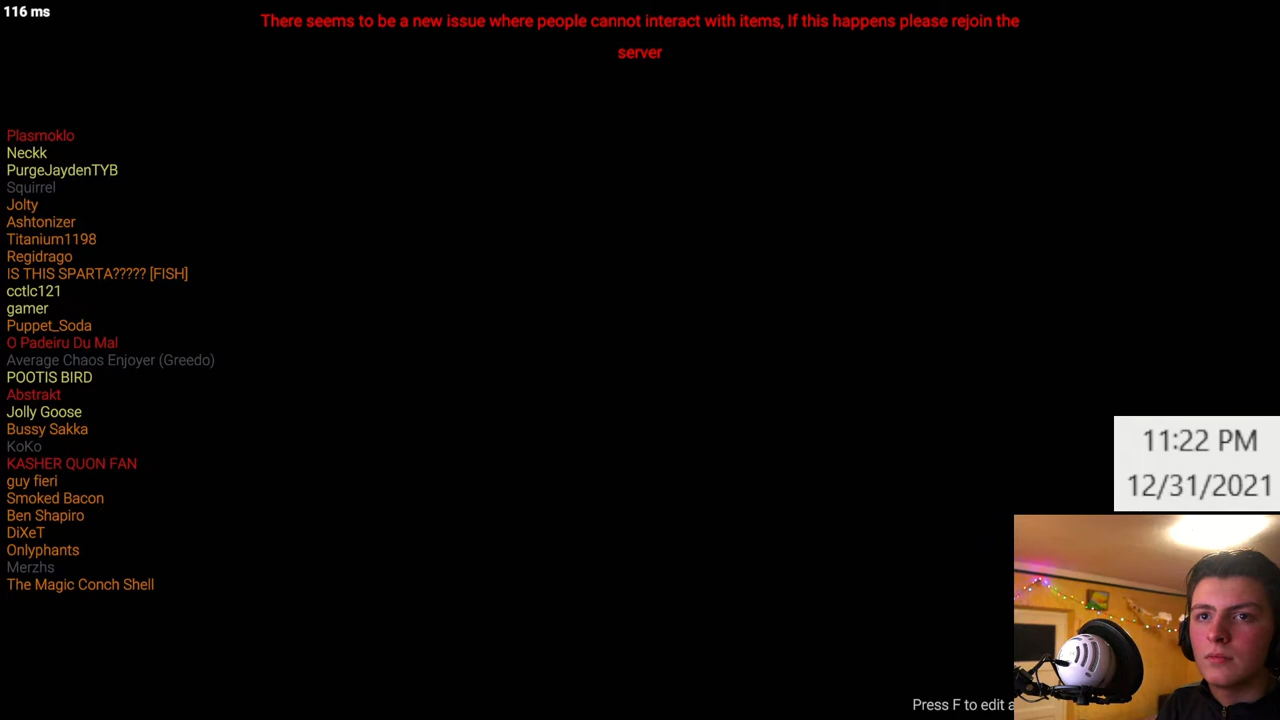 116 ms
There seems to be a new issue where people cannot interact with items, If this happens please rejoin the
server
Plasmoklo
Neckk
PurgeJaydenTYB
Squirrel
Jolty
Ashtonizer
Titanium1198
Regidrago
IS THIS SPARTA????? [FISH]
cctlc121
gamer
Puppet_Soda
O Padeiru Du Mal
Average Chaos Enjoyer (Greedo)
POOTIS BIRD
Abstrakt
Jolly Goose
Bussy Sakka
KoKo
KASHER QUON FAN
guy fieri
Smoked Bacon
Ben Shapiro
DiXeT
Onlyphants
Merzhs
The Magic Conch Shell
11:22 PM
12/31/2021
Press F to edit a